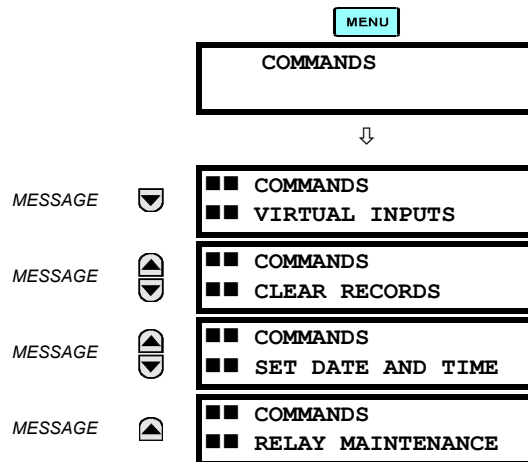 MENU
COMMANDS
MESSAGE
■■ COMMANDS
■■ VIRTUAL INPUTS
MESSAGE
■■ COMMANDS
■■ CLEAR RECORDS
MESSAGE
■■ COMMANDS
■■ SET DATE AND TIME
MESSAGE
■■ COMMANDS
■■ RELAY MAINTENANCE